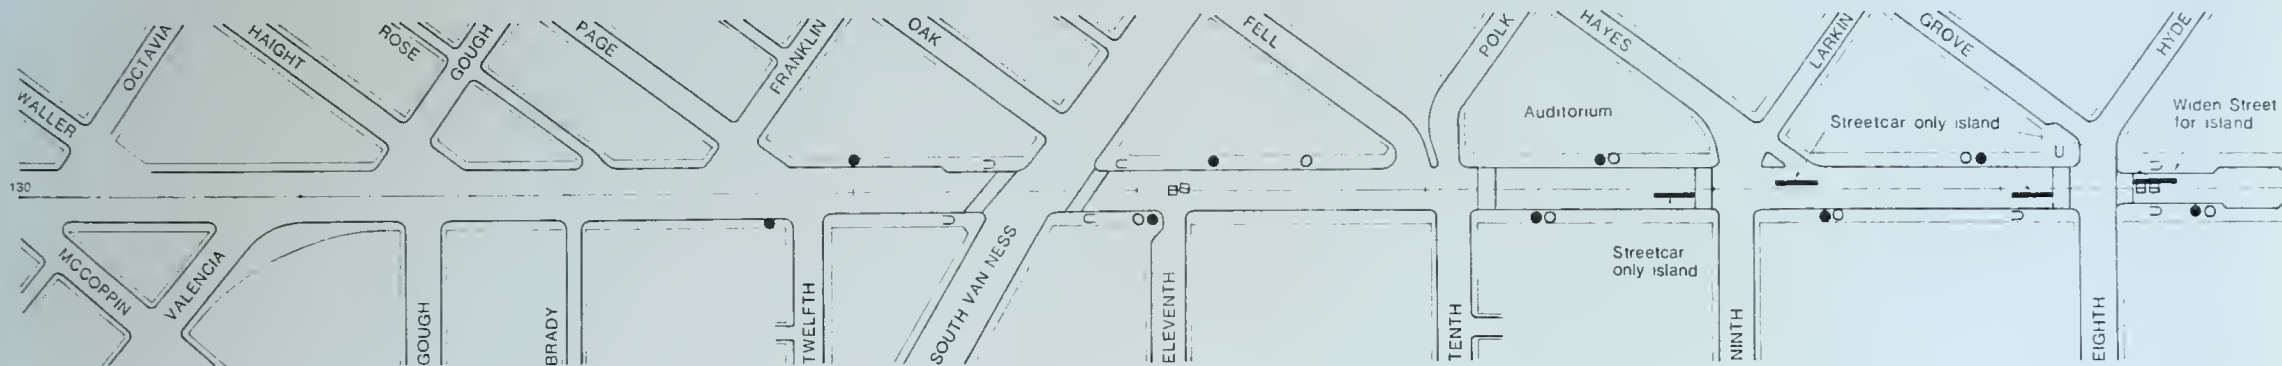 WALLER
OCTAVIA
HAIGHT
ROSE
GOUGH
PAGE
FRANKLIN
OAK
FELL
POLK
HAYES
LARKIN
GROVE
HYDE
Auditorium
Streetcar only island
Widen Street
for island
130
MCCOPPIN
VALENCIA
GOUGH
BRADY
TWELFTH
SOUTH VAN NESS
ELEVENTH
TENTH
Streetcar
only island
NINTH
EIGHTH